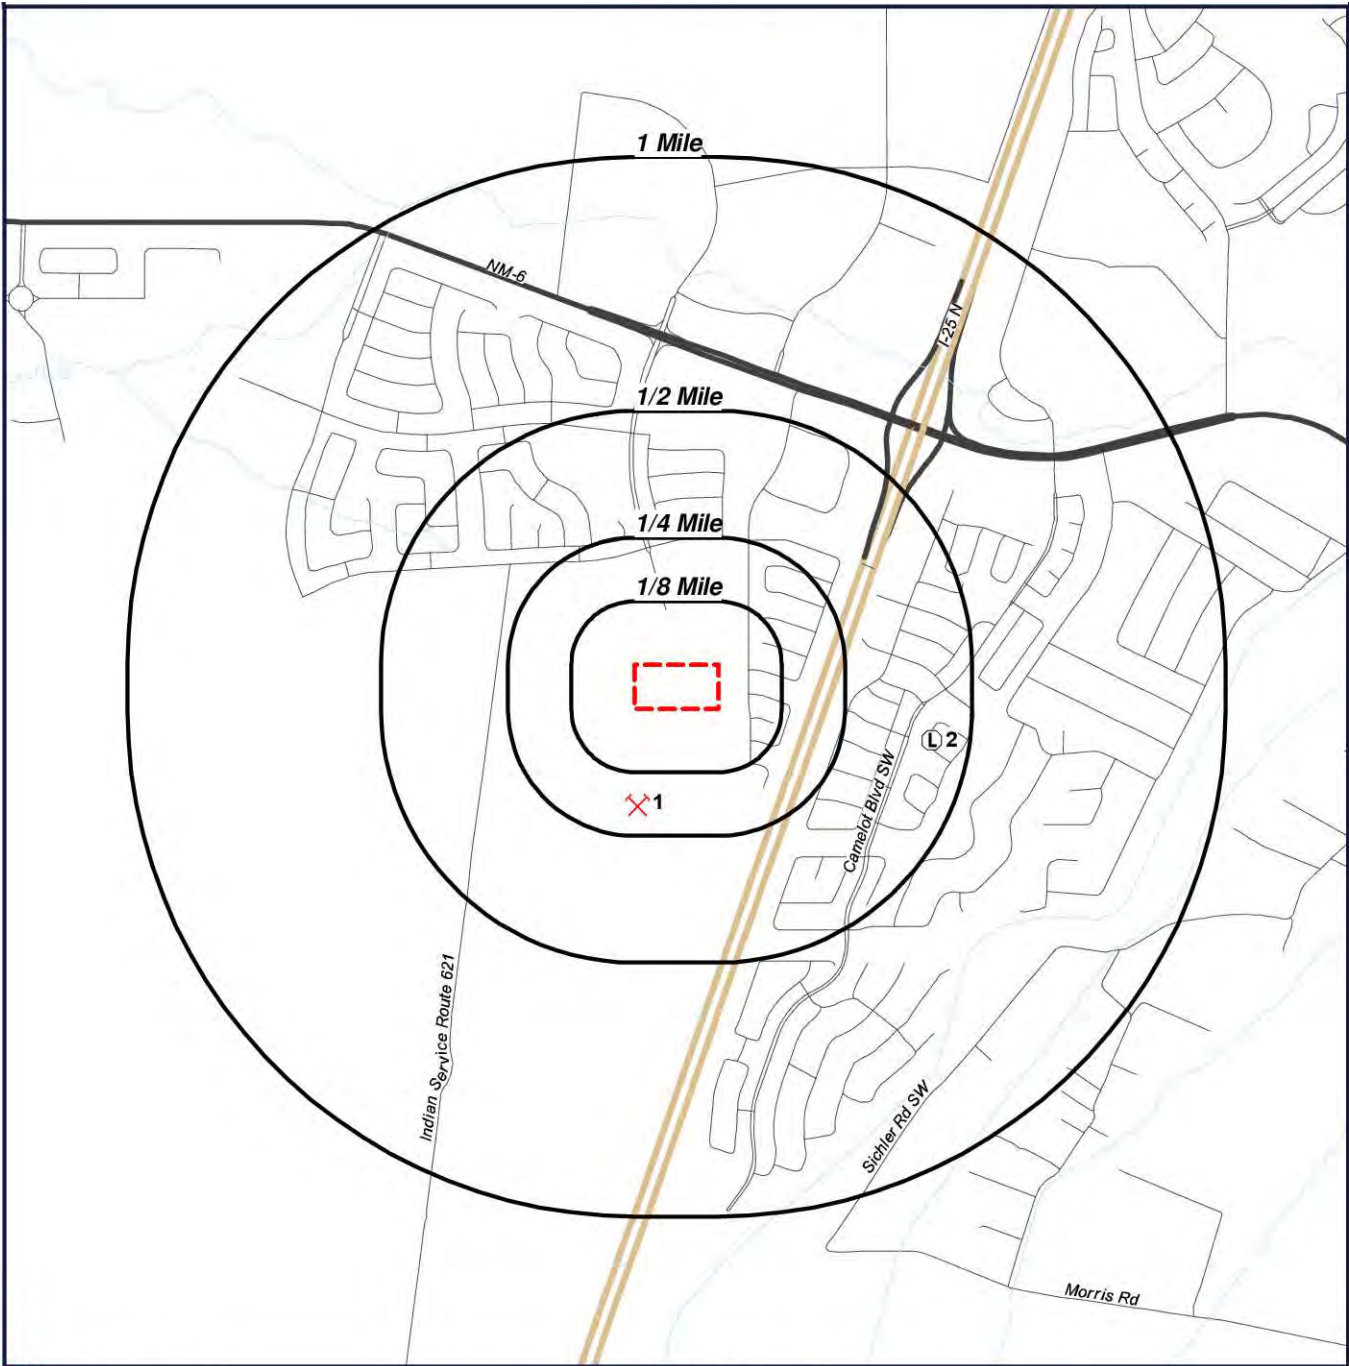 1 Mile
NM-6
I-25 N
1/2 Mile
1/4 Mile
1/8 Mile
L 2
1
Camelot Blvd SW
Indian Service Route 621
Sichler Rd SW
Morris Rd